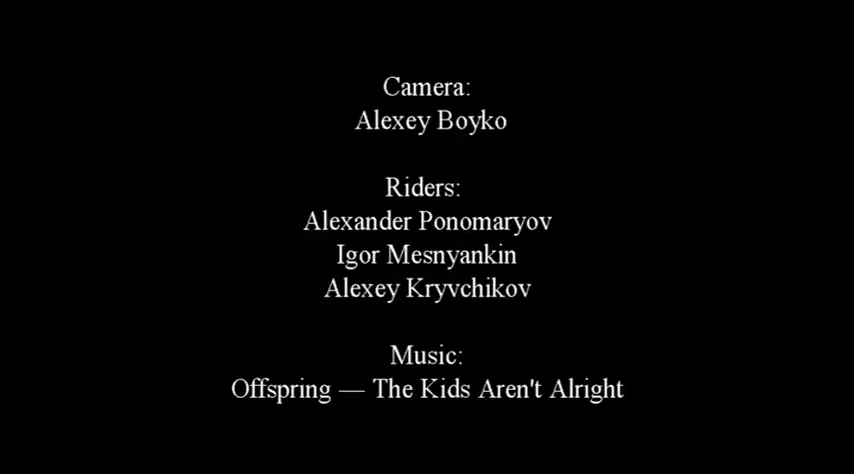 Camera:
Alexey Boyko
Riders:
Alexander Ponomaryov
Igor Mesnyankin
Alexey Kryvchikov
Music:
Offspring — The Kids Aren't Alright